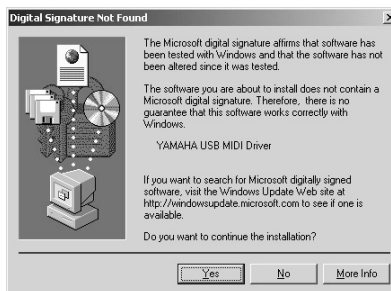 Digital Signature Not Found
The Microsoft digital signature affirms that software has
been tested with Windows and that the software has not
been altered since it was tested.
The software you are about to install does not contain a
Microsoft digital signature. Therefore, there is no
guarantee that this software works correctly with
Windows.
YAMAHA USB MIDI Driver
If you want to search for Microsoft digitally signed
software, visit the Windows Update Web site at
http://windowsupdate.microsoft.com to see if one is
available.
Do you want to continue the installation?
Yes No More Info